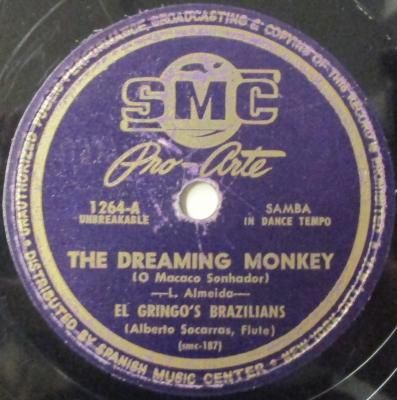 UNAUTHORIZED PUBLIC PERFORMANCE, BROADCASTING & COPYING OF THIS RECORD
SMC
Pro-Arte
1264-A
UNBREAKABLE
SAMBA
IN DANCE TEMPO
THE DREAMING MONKEY
(O Macaco Sonhador)
—L. Almeida—
EL GRINGO'S BRAZILIANS
(Alberto Socarras, Flute)
(smc-187)
• DISTRIBUTED BY SPANISH MUSIC CENTER • NEW YORK CITY